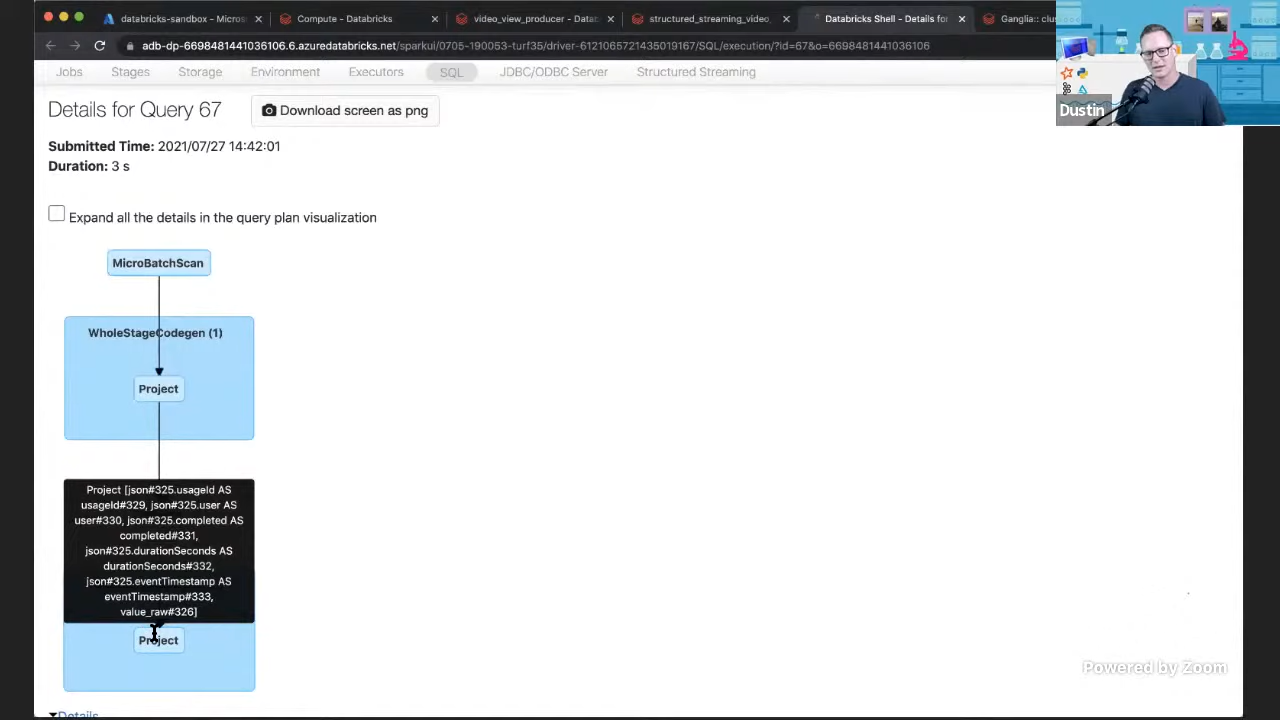 databricks-sandbox – Micros
Compute - Databricks
video_view_producer - Datab
structured_streaming_video_
Databricks Shell - Details fo
Ganglia:: clus
adb-dp-6698481441036106.6.azuredatabricks.net/sparkui/0705-190053-turf35/driver-6121065721435019167/SQL/execution/?id=67&o=6698481441036106
Jobs Stages Storage Environment Executors SQL JDBC/ODBC Server Structured Streaming
Dustin
Details for Query 67
Download screen as png
Submitted Time: 2021/07/27 14:42:01
Duration: 3 s
Expand all the details in the query plan visualization
MicroBatchScan
WholeStageCodegen (1)
Project
Project [json#325.usageId AS
usageId#329, json#325.user AS
user#330, json#325.completed AS
completed#331,
json#325.durationSeconds AS
durationSeconds#332,
json#325.eventTimestamp AS
eventTimestamp#333,
value_raw#326]
Project
Powered by Zoom
Details